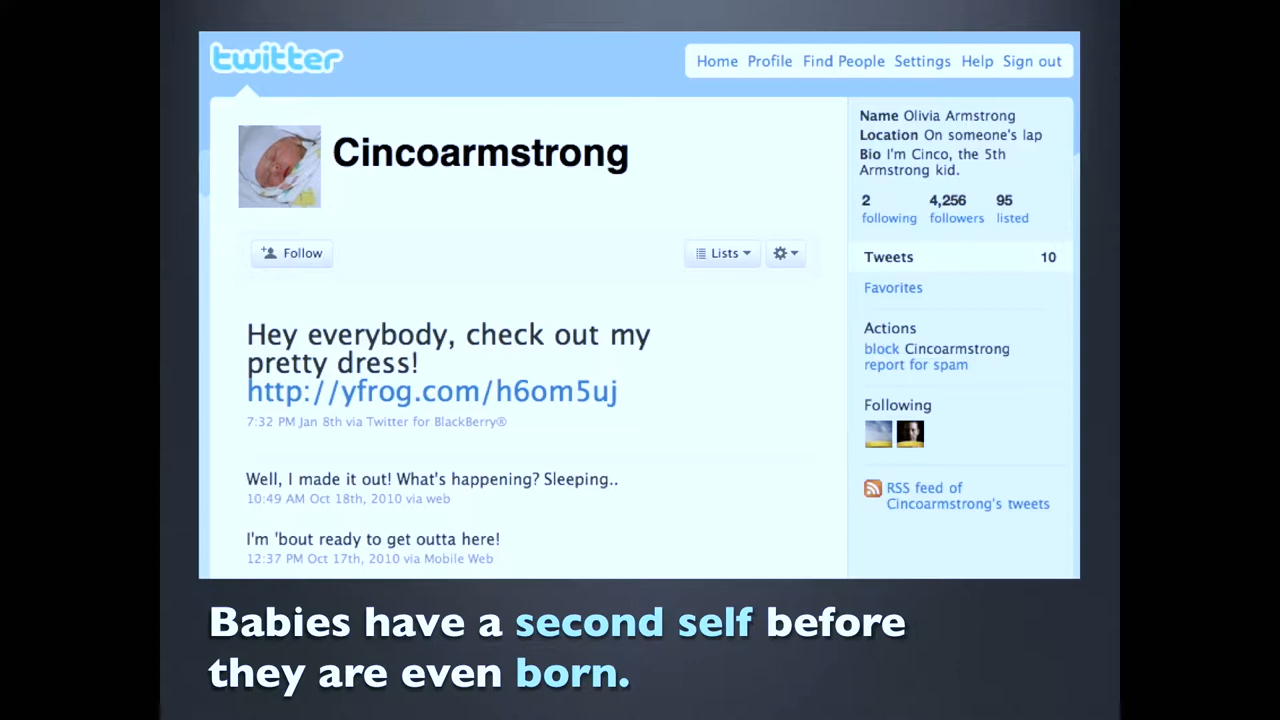 twitter
Home Profile Find People Settings Help Sign out
Cincoarmstrong
Follow
Lists
Hey everybody, check out my
pretty dress!
http://yfrog.com/h6om5uj
7:32 PM Jan 8th via Twitter for BlackBerry®
Well, I made it out! What's happening? Sleeping..
10:49 AM Oct 18th, 2010 via web
I'm 'bout ready to get outta here!
12:37 PM Oct 17th, 2010 via Mobile Web
Name Olivia Armstrong
Location On someone's lap
Bio I'm Cinco, the 5th
Armstrong kid.
2 4,256 95
following followers listed
Tweets 10
Favorites
Actions
block Cincoarmstrong
report for spam
Following
RSS feed of
Cincoarmstrong's tweets
Babies have a second self before
they are even born.